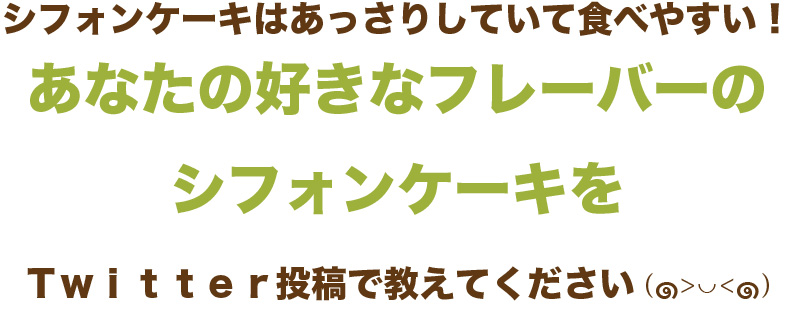 シフォンケーキはあっさりしていて食べやすい！
あなたの好きなフレーバーの
シフォンケーキを
Ｔｗｉｔｔｅｒ投稿で教えてください（๑>◡<๑）